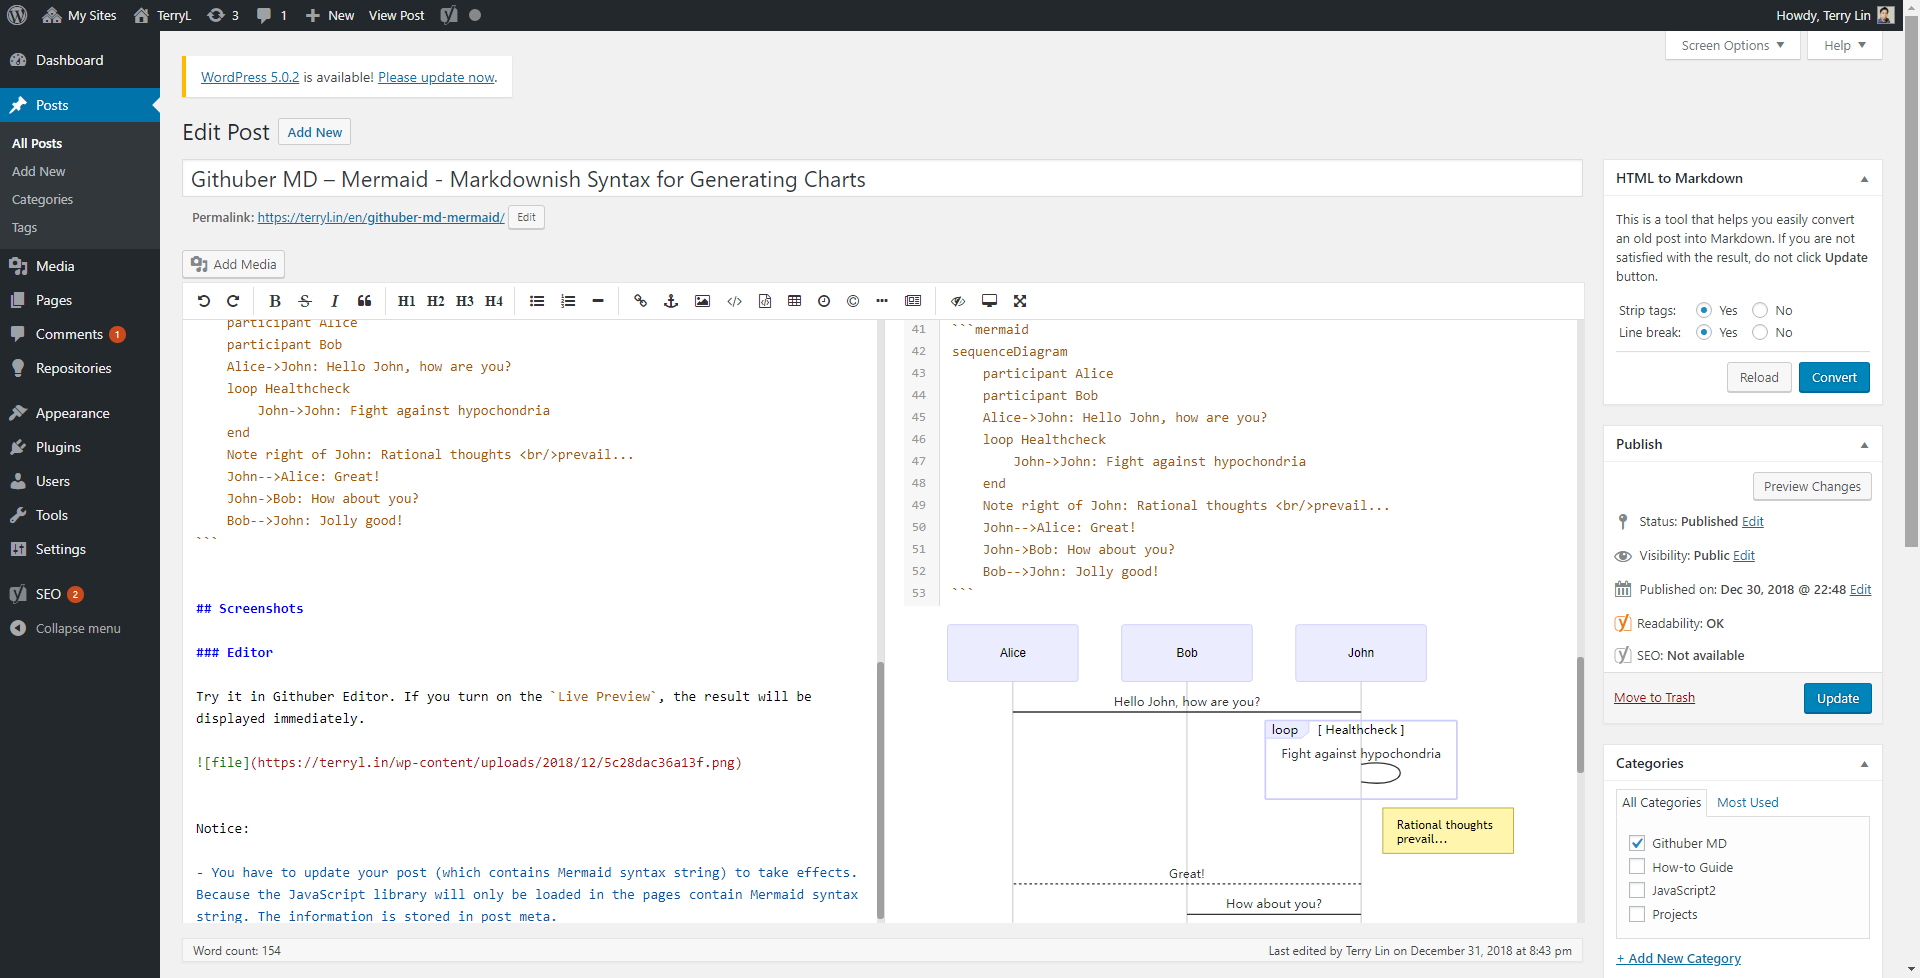 My Sites
TerryL
3
1
New
View Post
Howdy, Terry Lin
Dashboard
Posts
All Posts
Add New
Categories
Tags
Media
Pages
Comments 1
Repositories
Appearance
Plugins
Users
Tools
Settings
SEO 2
Collapse menu
Screen Options
Help
WordPress 5.0.2 is available! Please update now.
Edit Post
Add New
Githuber MD – Mermaid - Markdownish Syntax for Generating Charts
Permalink: https://terryl.in/en/githuber-md-mermaid/ Edit
Add Media
B S I H1 H2 H3 H4
participant Alice
participant Bob
Alice->John: Hello John, how are you?
loop Healthcheck
John->John: Fight against hypochondria
end
Note right of John: Rational thoughts <br/>prevail...
John-->Alice: Great!
John->Bob: How about you?
Bob-->John: Jolly good!
```
## Screenshots
### Editor
Try it in Githuber Editor. If you turn on the `Live Preview`, the result will be
displayed immediately.
![file](https://terryl.in/wp-content/uploads/2018/12/5c28dac36a13f.png)
Notice:
- You have to update your post (which contains Mermaid syntax string) to take effects.
Because the JavaScript library will only be loaded in the pages contain Mermaid syntax
string. The information is stored in post meta.
41 ```mermaid
42 sequenceDiagram
43 participant Alice
44 participant Bob
45 Alice->John: Hello John, how are you?
46 loop Healthcheck
47 John->John: Fight against hypochondria
48 end
49 Note right of John: Rational thoughts <br/>prevail...
50 John-->Alice: Great!
51 John->Bob: How about you?
52 Bob-->John: Jolly good!
53 ```
Alice
Bob
John
Hello John, how are you?
loop [ Healthcheck ]
Fight against hypochondria
Rational thoughts
prevail...
Great!
How about you?
Word count: 154
Last edited by Terry Lin on December 31, 2018 at 8:43 pm
HTML to Markdown
This is a tool that helps you easily convert
an old post into Markdown. If you are not
satisfied with the result, do not click Update
button.
Strip tags: Yes No
Line break: Yes No
Reload
Convert
Publish
Preview Changes
Status: Published Edit
Visibility: Public Edit
Published on: Dec 30, 2018 @ 22:48 Edit
Readability: OK
SEO: Not available
Move to Trash
Update
Categories
All Categories
Most Used
Githuber MD
How-to Guide
JavaScript2
Projects
+ Add New Category